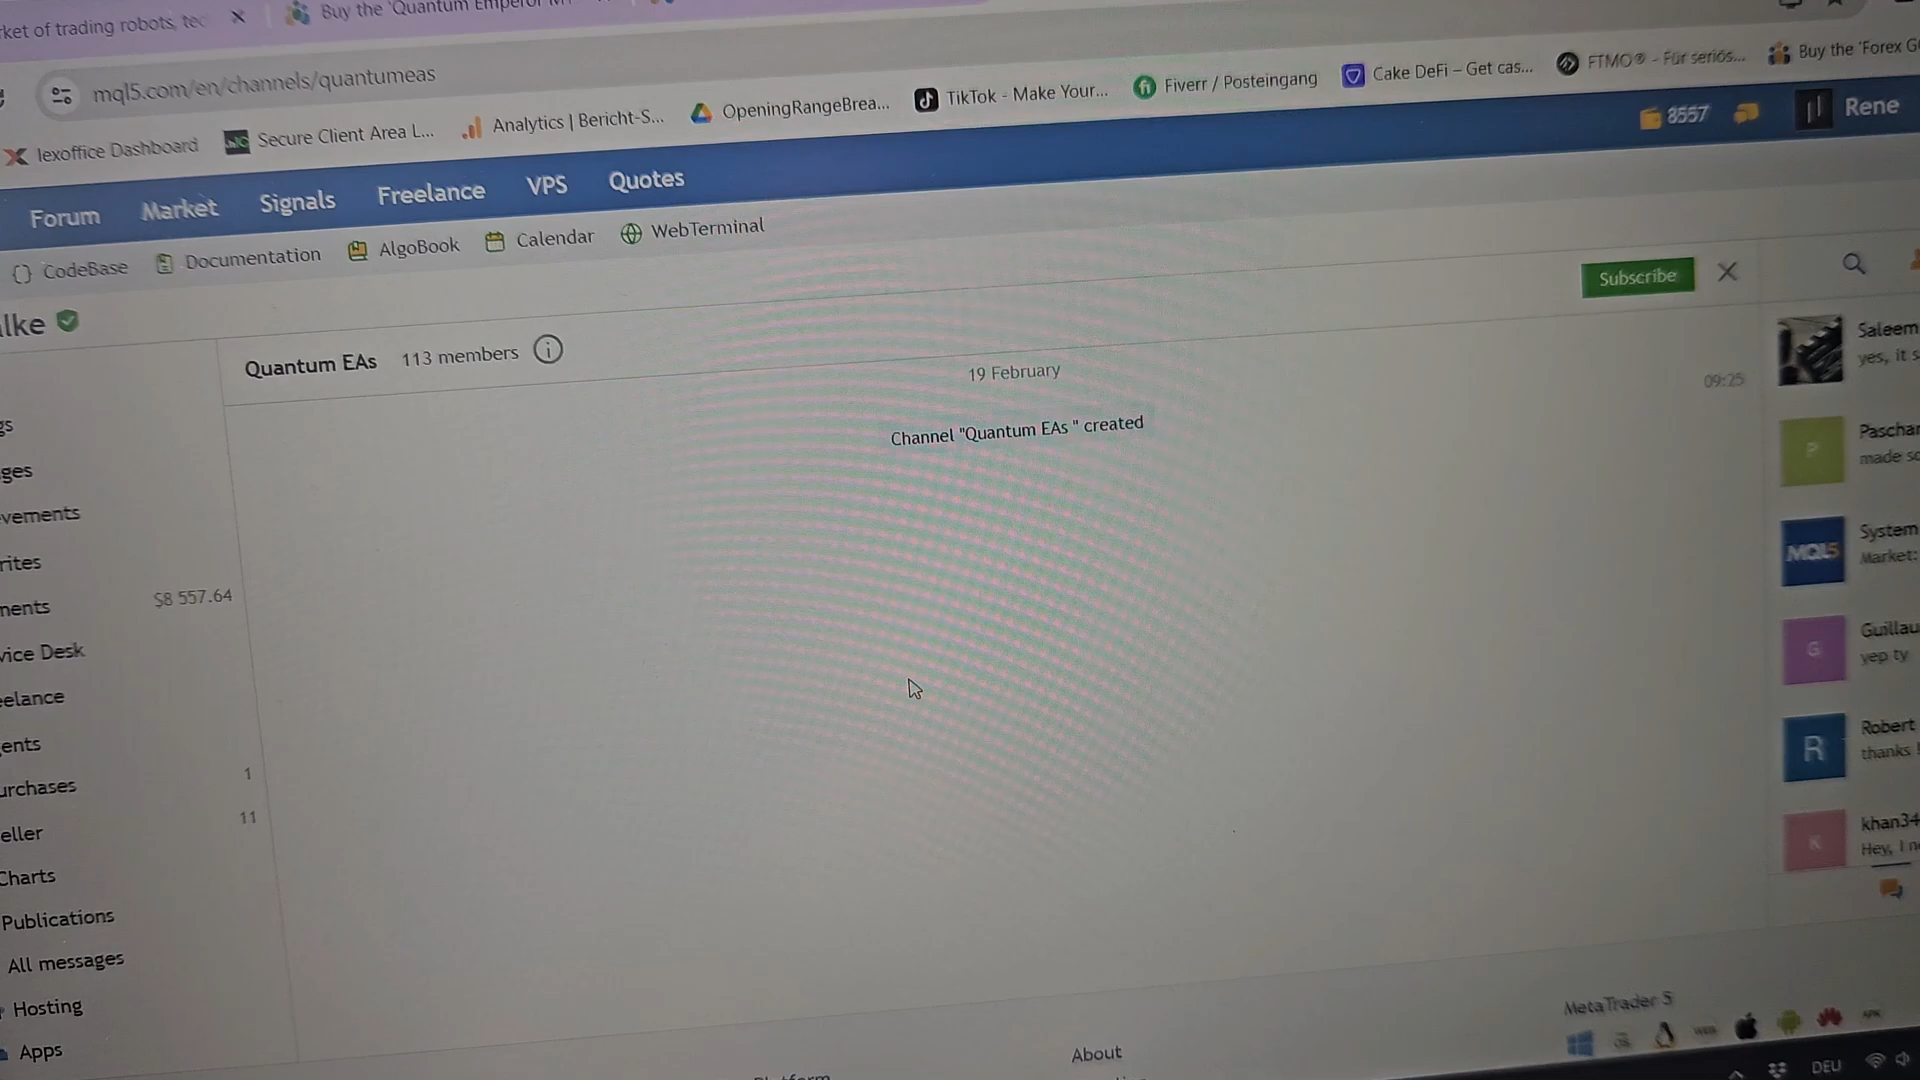 ket of trading robots, tec
Buy the 'Quantum Emperor M
mql5.com/en/channels/quantumeas
lexoffice Dashboard
Secure Client Area L...
Analytics | Bericht-S...
OpeningRangeBrea...
TikTok - Make Your...
Fiverr / Posteingang
Cake DeFi – Get cas...
FTMO® - Für seriös...
Buy the 'Forex G
8557
Rene
Forum
Market
Signals
Freelance
VPS
Quotes
CodeBase
Documentation
AlgoBook
Calendar
WebTerminal
lke
Subscribe
Quantum EAs
113 members
19 February
09:25
Channel "Quantum EAs " created
gs
ges
vements
rites
nents
$8 557.64
vice Desk
elance
ents
urchases
1
eller
11
Charts
Publications
All messages
Hosting
Apps
Saleem
yes, it s
P
Paschar
made so
MQL5
System
Market:
G
Guillau
yep ty
R
Robert
thanks !
K
khan34
Hey, I n
MetaTrader 5
About
DEU